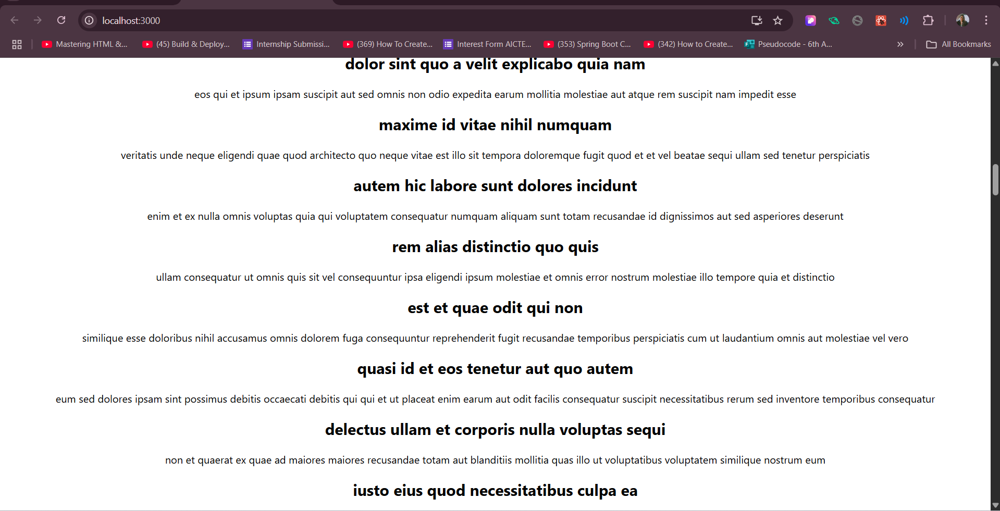 localhost:3000
Mastering HTML &...
(45) Build & Deploy...
Internship Submissi...
(369) How To Create...
Interest Form AICTE...
(353) Spring Boot C...
(342) How to Create...
Pseudocode - 6th A...
All Bookmarks
dolor sint quo a velit explicabo quia nam
eos qui et ipsum ipsam suscipit aut sed omnis non odio expedita earum mollitia molestiae aut atque rem suscipit nam impedit esse
maxime id vitae nihil numquam
veritatis unde neque eligendi quae quod architecto quo neque vitae est illo sit tempora doloremque fugit quod et et vel beatae sequi ullam sed tenetur perspiciatis
autem hic labore sunt dolores incidunt
enim et ex nulla omnis voluptas quia qui voluptatem consequatur numquam aliquam sunt totam recusandae id dignissimos aut sed asperiores deserunt
rem alias distinctio quo quis
ullam consequatur ut omnis quis sit vel consequuntur ipsa eligendi ipsum molestiae et omnis error nostrum molestiae illo tempore quia et distinctio
est et quae odit qui non
similique esse doloribus nihil accusamus omnis dolorem fuga consequuntur reprehenderit fugit recusandae temporibus perspiciatis cum ut laudantium omnis aut molestiae vel vero
quasi id et eos tenetur aut quo autem
eum sed dolores ipsam sint possimus debitis occaecati debitis qui qui et ut placeat enim earum aut odit facilis consequatur suscipit necessitatibus rerum sed inventore temporibus consequatur
delectus ullam et corporis nulla voluptas sequi
non et quaerat ex quae ad maiores maiores recusandae totam aut blanditiis mollitia quas illo ut voluptatibus voluptatem similique nostrum eum
iusto eius quod necessitatibus culpa ea